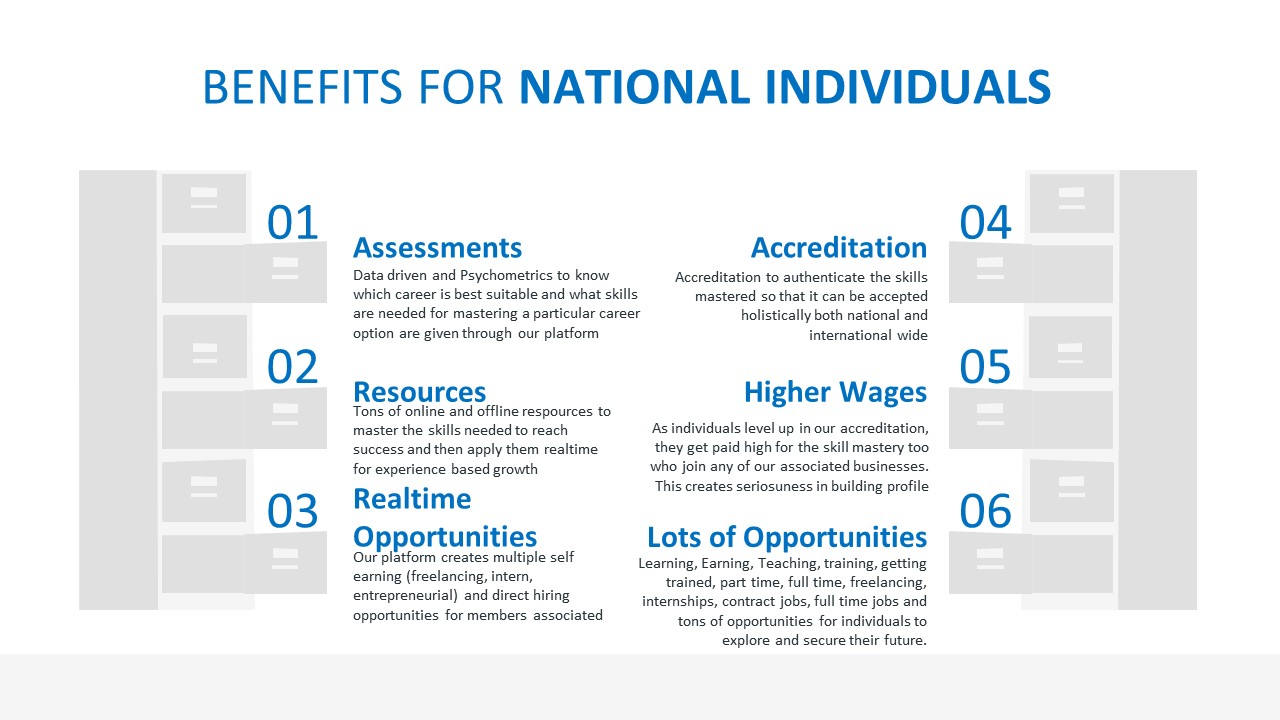 BENEFITS FOR NATIONAL INDIVIDUALS
01
Assessments
Data driven and Psychometrics to know
which career is best suitable and what skills
are needed for mastering a particular career
option are given through our platform
02
Resources
Tons of online and offline respources to
master the skills needed to reach
success and then apply them realtime
for experience based growth
03
Realtime
Opportunities
Our platform creates multiple self
earning (freelancing, intern,
entrepreneurial) and direct hiring
opportunities for members associated
04
Accreditation
Accreditation to authenticate the skills
mastered so that it can be accepted
holistically both national and
international wide
05
Higher Wages
As individuals level up in our accreditation,
they get paid high for the skill mastery too
who join any of our associated businesses.
This creates seriosuness in building profile
06
Lots of Opportunities
Learning, Earning, Teaching, training, getting
trained, part time, full time, freelancing,
internships, contract jobs, full time jobs and
tons of opportunities for individuals to
explore and secure their future.